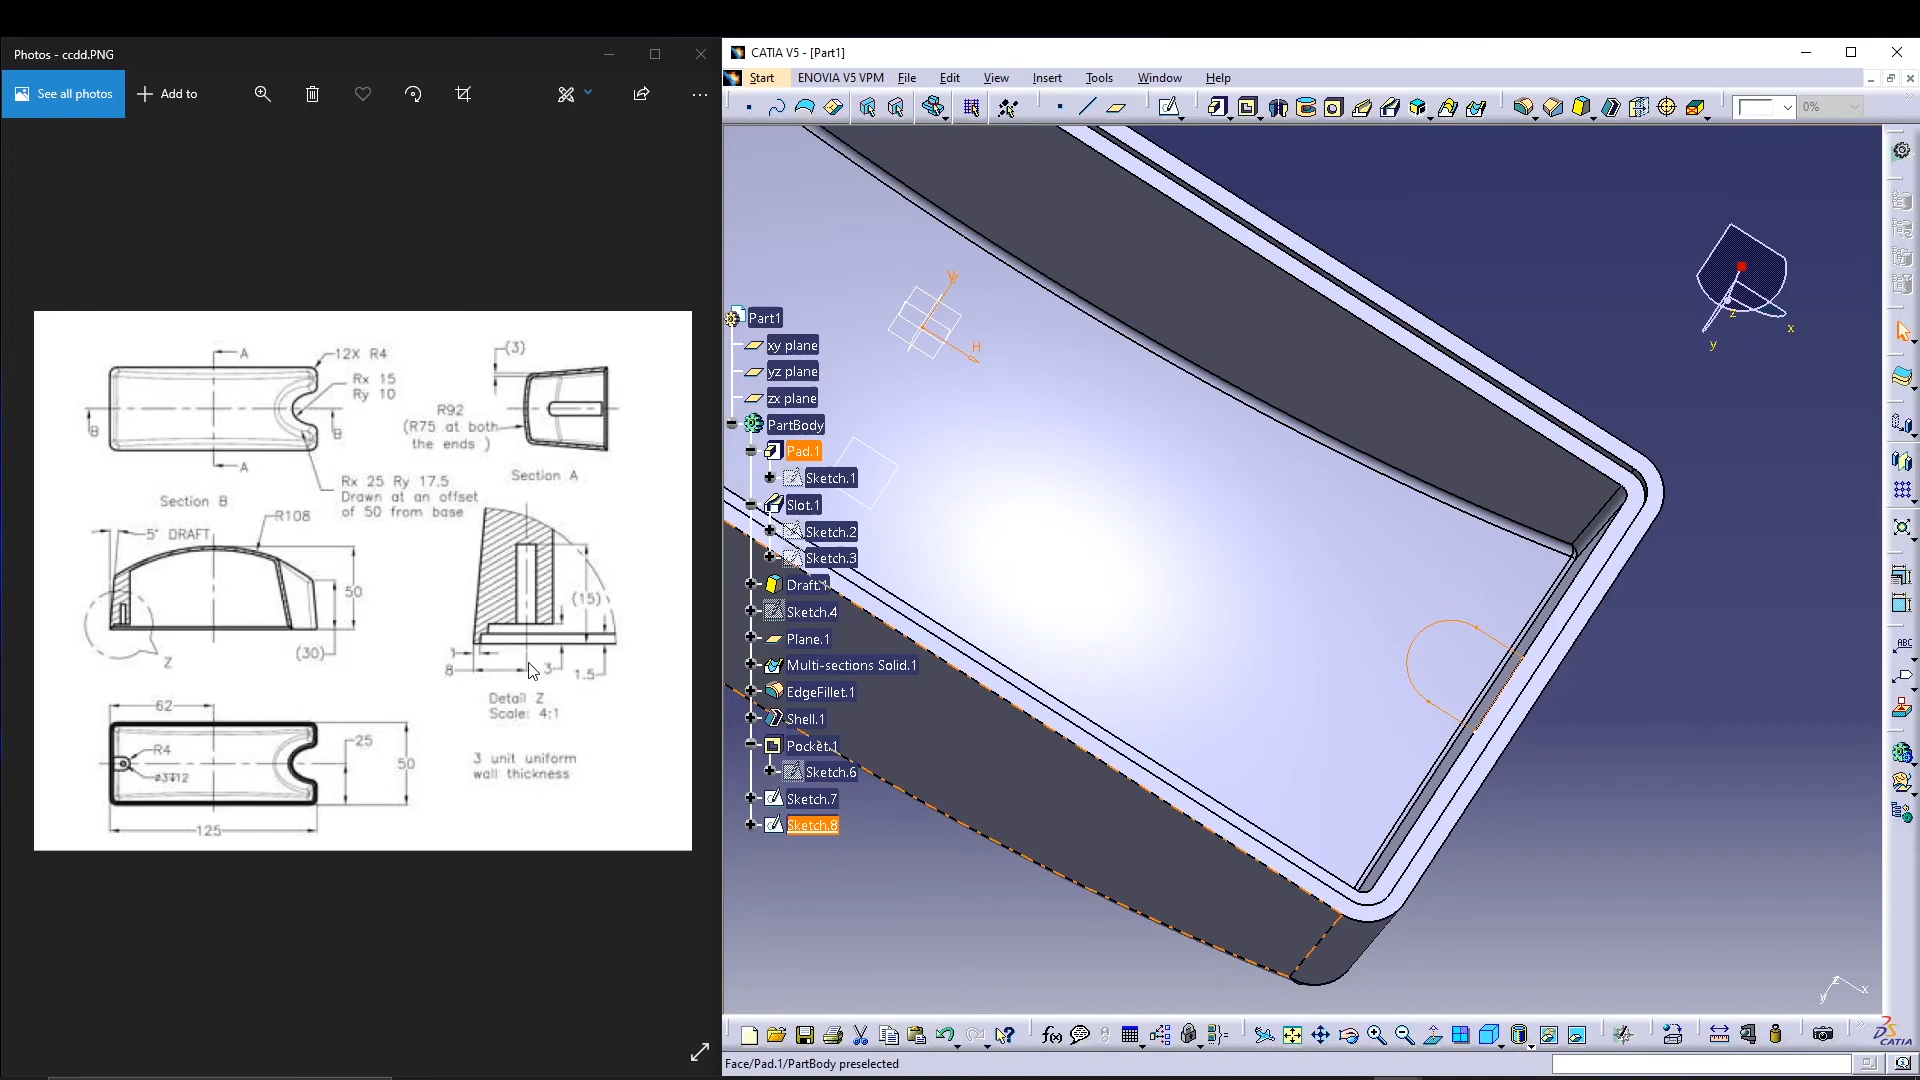 Photos - ccdd.PNG
See all photos
Add to
A
12X R4
Rx 15
Ry 10
B
B
A
Rx 25 Ry 17.5
Drawn at an offset
of 50 from base
(3)
R92
(R75 at both
the ends )
Section A
Section B
R108
5° DRAFT
50
(30)
Z
(15)
1
8
3
1.5
Detail Z
Scale: 4:1
62
R4
25
50
125
3 unit uniform
wall thickness
CATIA V5 - [Part1]
Start
ENOVIA V5 VPM
File
Edit
View
Insert
Tools
Window
Help
0%
V
H
x
y
z
Part1
xy plane
yz plane
zx plane
PartBody
Pad.1
Sketch.1
Slot.1
Sketch.2
Sketch.3
Draft.1
Sketch.4
Plane.1
Multi-sections Solid.1
EdgeFillet.1
Shell.1
Pocket.1
Sketch.6
Sketch.7
Sketch.8
ABC
z
x
y
f(x)
CATIA
Face/Pad.1/PartBody preselected